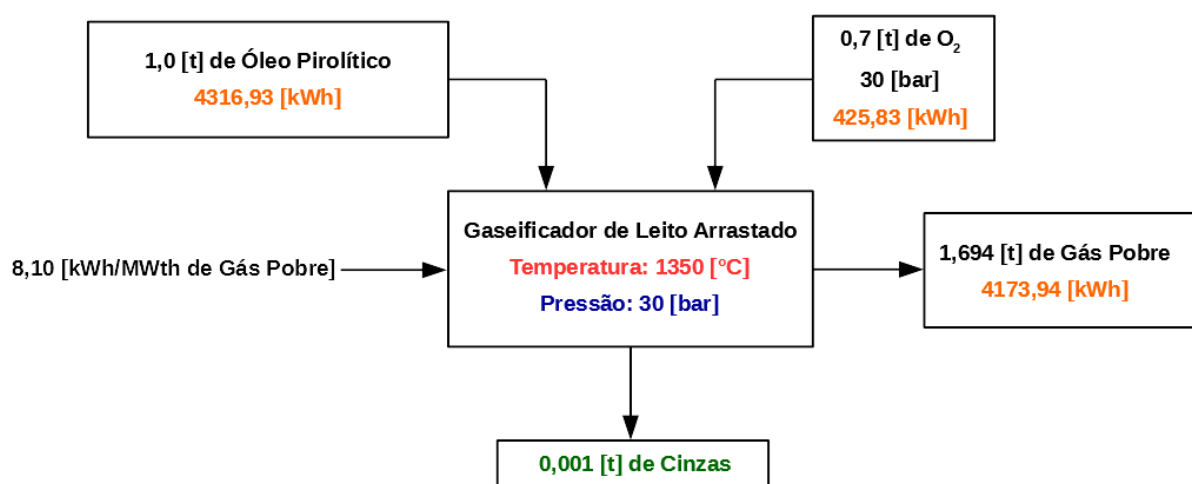 1,0 [t] de Óleo Pirolítico
4316,93 [kWh]
0,7 [t] de O₂
30 [bar]
425,83 [kWh]
8,10 [kWh/MWth de Gás Pobre]
Gaseificador de Leito Arrastado
Temperatura: 1350 [°C]
Pressão: 30 [bar]
1,694 [t] de Gás Pobre
4173,94 [kWh]
0,001 [t] de Cinzas